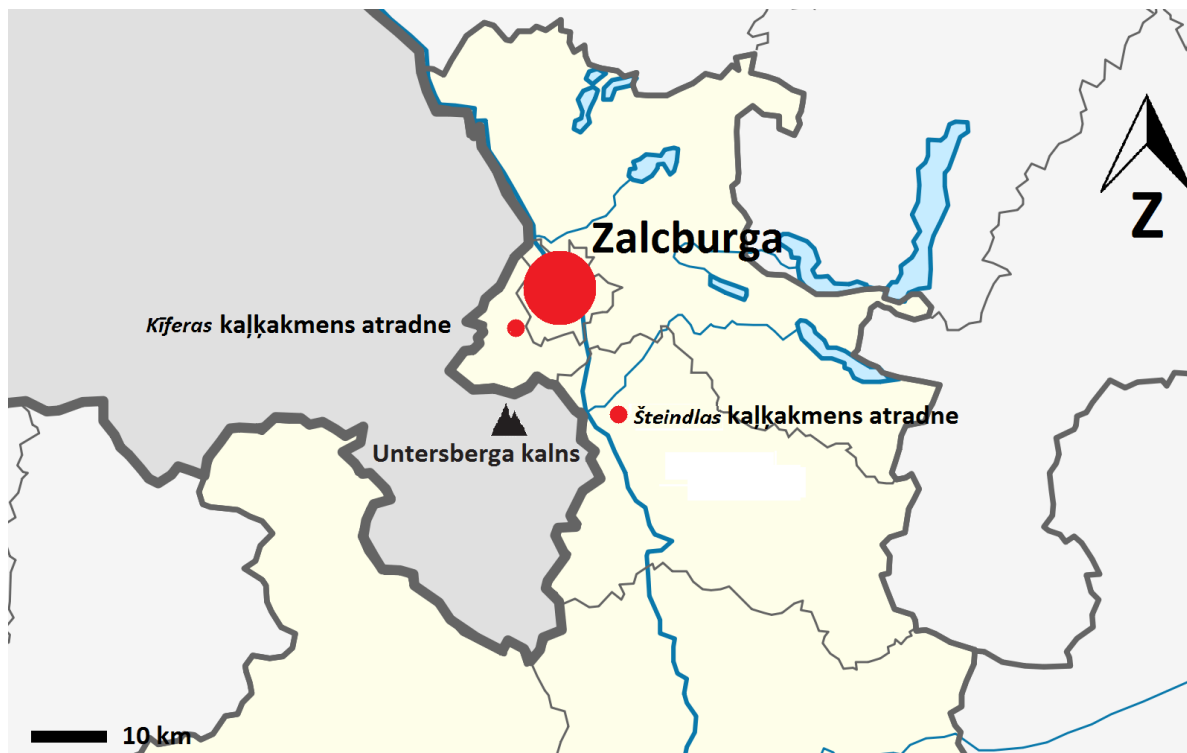 Z
Zalcburga
Kīferas kaļķakmens atradne
Šteindlas kaļķakmens atradne
Untersberga kalns
10 km